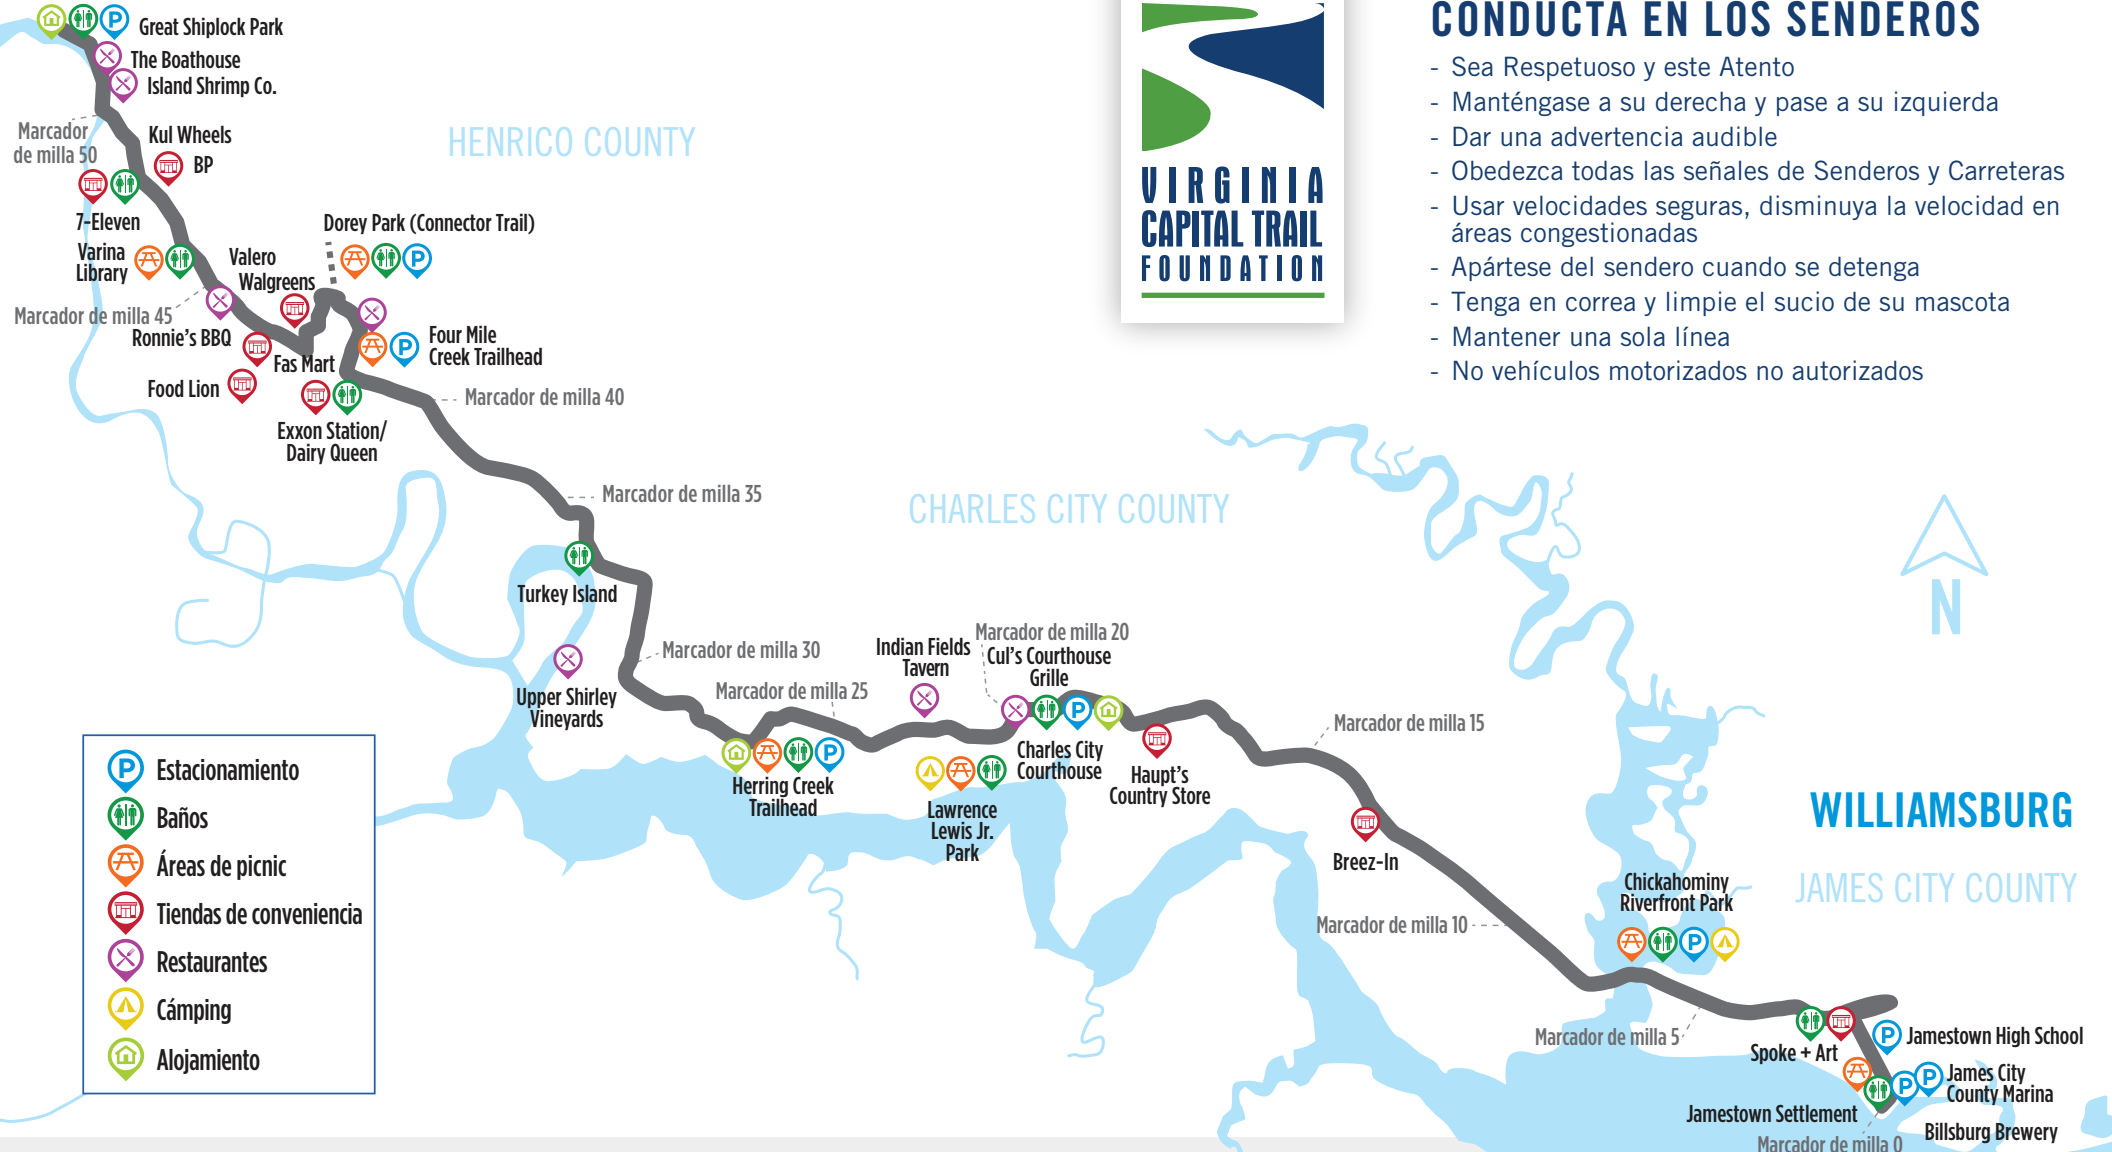 Great Shiplock Park
The Boathouse
Island Shrimp Co.
Marcador
de milla 50
Kul Wheels
BP
7-Eleven
Varina
Library
Valero
Walgreens
Dorey Park (Connector Trail)
Marcador de milla 45
Ronnie's BBQ
Fas Mart
Food Lion
Four Mile
Creek Trailhead
Exxon Station/
Dairy Queen
Marcador de milla 40
HENRICO COUNTY
VIRGINIA
CAPITAL TRAIL
FOUNDATION
CONDUCTA EN LOS SENDEROS
- Sea Respetuoso y este Atento
- Manténgase a su derecha y pase a su izquierda
- Dar una advertencia audible
- Obedezca todas las señales de Senderos y Carreteras
- Usar velocidades seguras, disminuya la velocidad en
áreas congestionadas
- Apártese del sendero cuando se detenga
- Tenga en correa y limpie el sucio de su mascota
- Mantener una sola línea
- No vehículos motorizados no autorizados
Marcador de milla 35
CHARLES CITY COUNTY
N
Turkey Island
Marcador de milla 30
Upper Shirley
Vineyards
Marcador de milla 25
Indian Fields
Tavern
Marcador de milla 20
Cul's Courthouse
Grille
P
Herring Creek
Trailhead
Lawrence
Lewis Jr.
Park
Charles City
Courthouse
Haupt's
Country Store
Marcador de milla 15
Breez-In
Marcador de milla 10
WILLIAMSBURG
JAMES CITY COUNTY
Chickahominy
Riverfront Park
Marcador de milla 5
Spoke + Art
Jamestown High School
James City
County Marina
Jamestown Settlement
Billsburg Brewery
Marcador de milla 0
P Estacionamiento
Baños
Áreas de picnic
Tiendas de conveniencia
Restaurantes
Cámping
Alojamiento